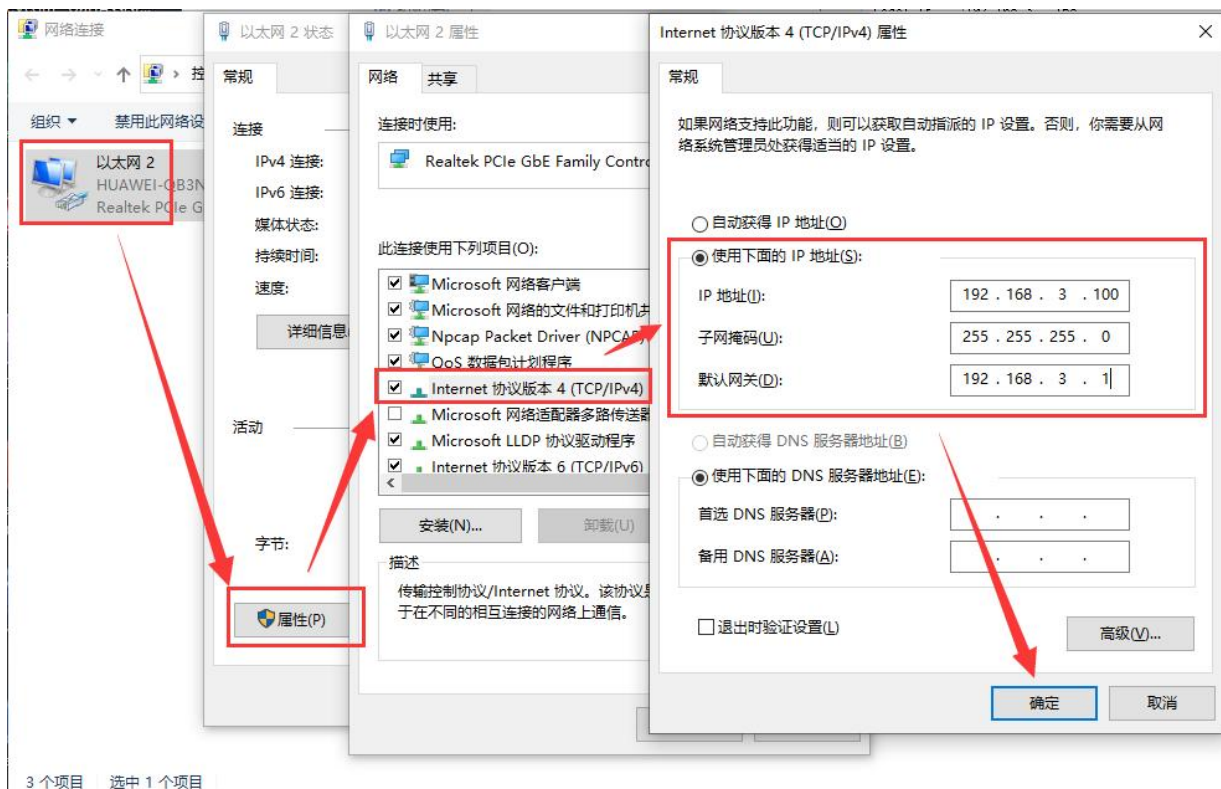 网络连接
控
组织
禁用此网络设
以太网 2
HUAWEI-QB3N
Realtek PCIe G
3 个项目
选中 1 个项目
以太网 2 状态
常规
连接
IPv4 连接:
IPv6 连接:
媒体状态:
持续时间:
速度:
详细信息
活动
字节:
属性(P)
以太网 2 属性
网络
共享
连接时使用:
Realtek PCIe GbE Family Contro
此连接使用下列项目(O):
Microsoft 网络客户端
Microsoft 网络的文件和打印机共
Npcap Packet Driver (NPCAP)
QoS 数据包计划程序
Internet 协议版本 4 (TCP/IPv4)
Microsoft 网络适配器多路传送器
Microsoft LLDP 协议驱动程序
Internet 协议版本 6 (TCP/IPv6)
安装(N)...
卸载(U)
描述
传输控制协议/Internet 协议。该协议是
于在不同的相互连接的网络上通信。
Internet 协议版本 4 (TCP/IPv4) 属性
常规
如果网络支持此功能，则可以获取自动指派的 IP 设置。否则，你需要从网
络系统管理员处获得适当的 IP 设置。
自动获得 IP 地址(O)
使用下面的 IP 地址(S):
IP 地址(I):
192 . 168 . 3 . 100
子网掩码(U):
255 . 255 . 255 . 0
默认网关(D):
192 . 168 . 3 . 1
自动获得 DNS 服务器地址(B)
使用下面的 DNS 服务器地址(E):
首选 DNS 服务器(P):
备用 DNS 服务器(A):
退出时验证设置(L)
高级(V)...
确定
取消